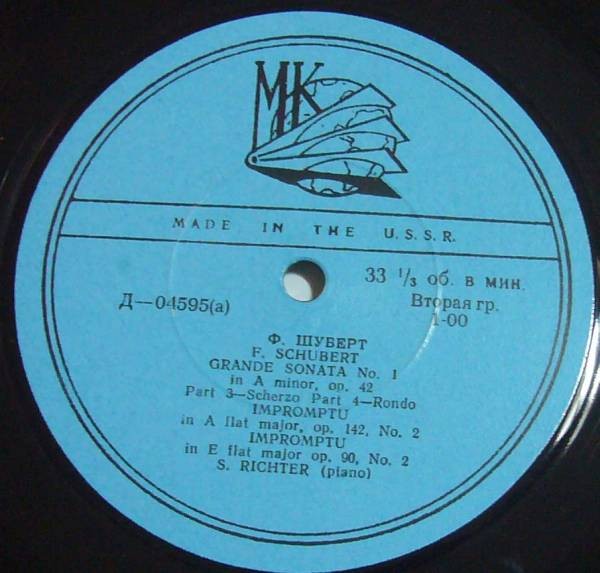 МК
MADE IN THE U.S.S.R.
33 1/3 об. в мин.
Д—04595(а)
Вторая гр.
1-00
Ф. ШУБЕРТ
F. SCHUBERT
GRANDE SONATA No. 1
in A minor, op. 42
Part 3—Scherzo Part 4—Rondo
IMPROMPTU
in A flat major, op. 142, No. 2
IMPROMPTU
in E flat major op. 90, No. 2
S. RICHTER (piano)